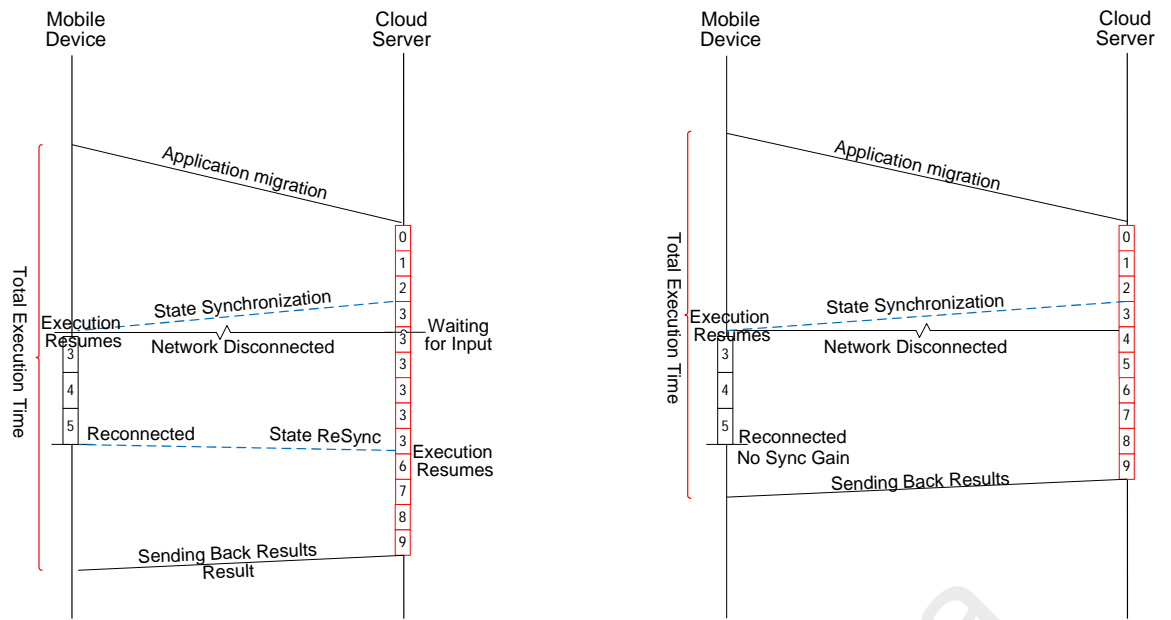 Mobile
Device
Cloud
Server
Application migration
0
1
2
State Synchronization
3
Execution
Resumes
Waiting
for Input
Network Disconnected
3
3
3
4
3
5
3
Reconnected
State ReSync
3
Execution
Resumes
6
7
8
9
Sending Back Results
Result
Total Execution Time
Mobile
Device
Cloud
Server
Application migration
0
1
2
State Synchronization
3
Execution
Resumes
Network Disconnected
4
3
5
4
6
7
5
Reconnected
No Sync Gain
8
9
Sending Back Results
Total Execution Time